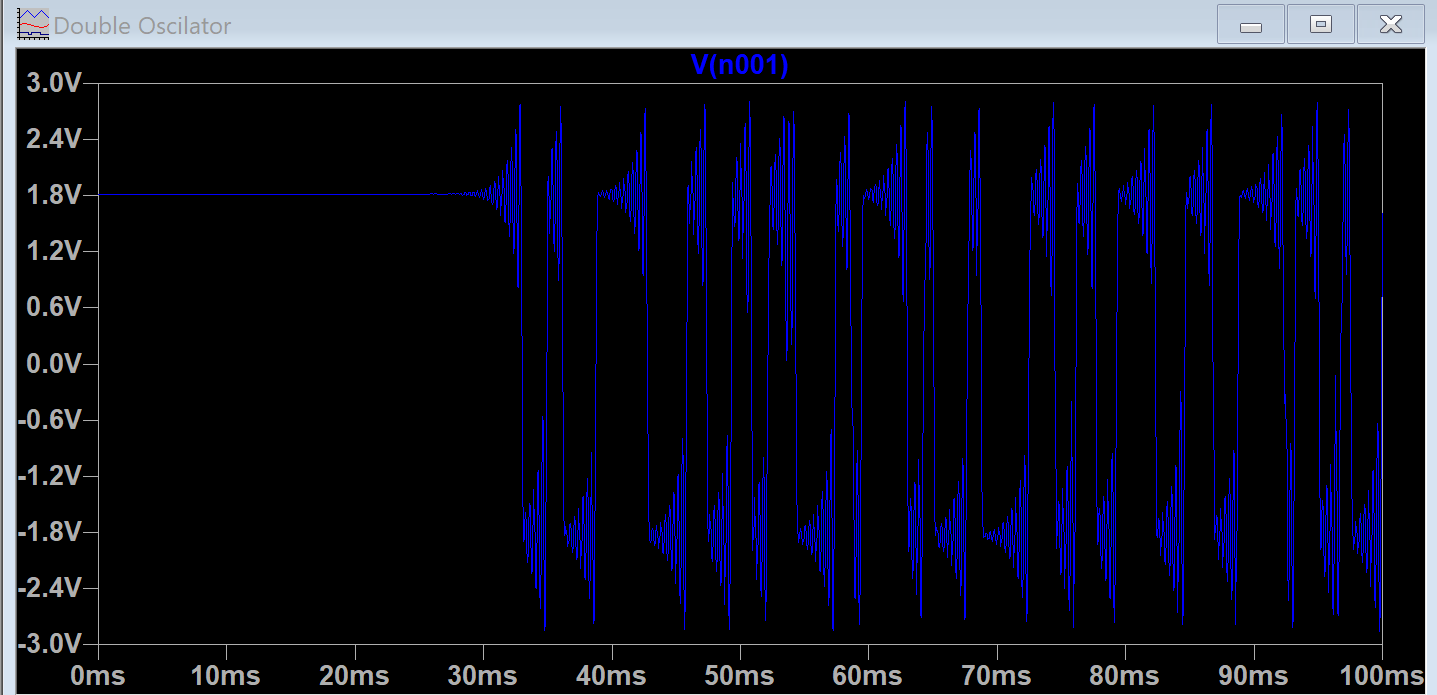 Double Oscilator
V(n001)
3.0V
2.4V
1.8V
1.2V
0.6V
0.0V
-0.6V
-1.2V
-1.8V
-2.4V
-3.0V
0ms 10ms 20ms 30ms 40ms 50ms 60ms 70ms 80ms 90ms 100ms